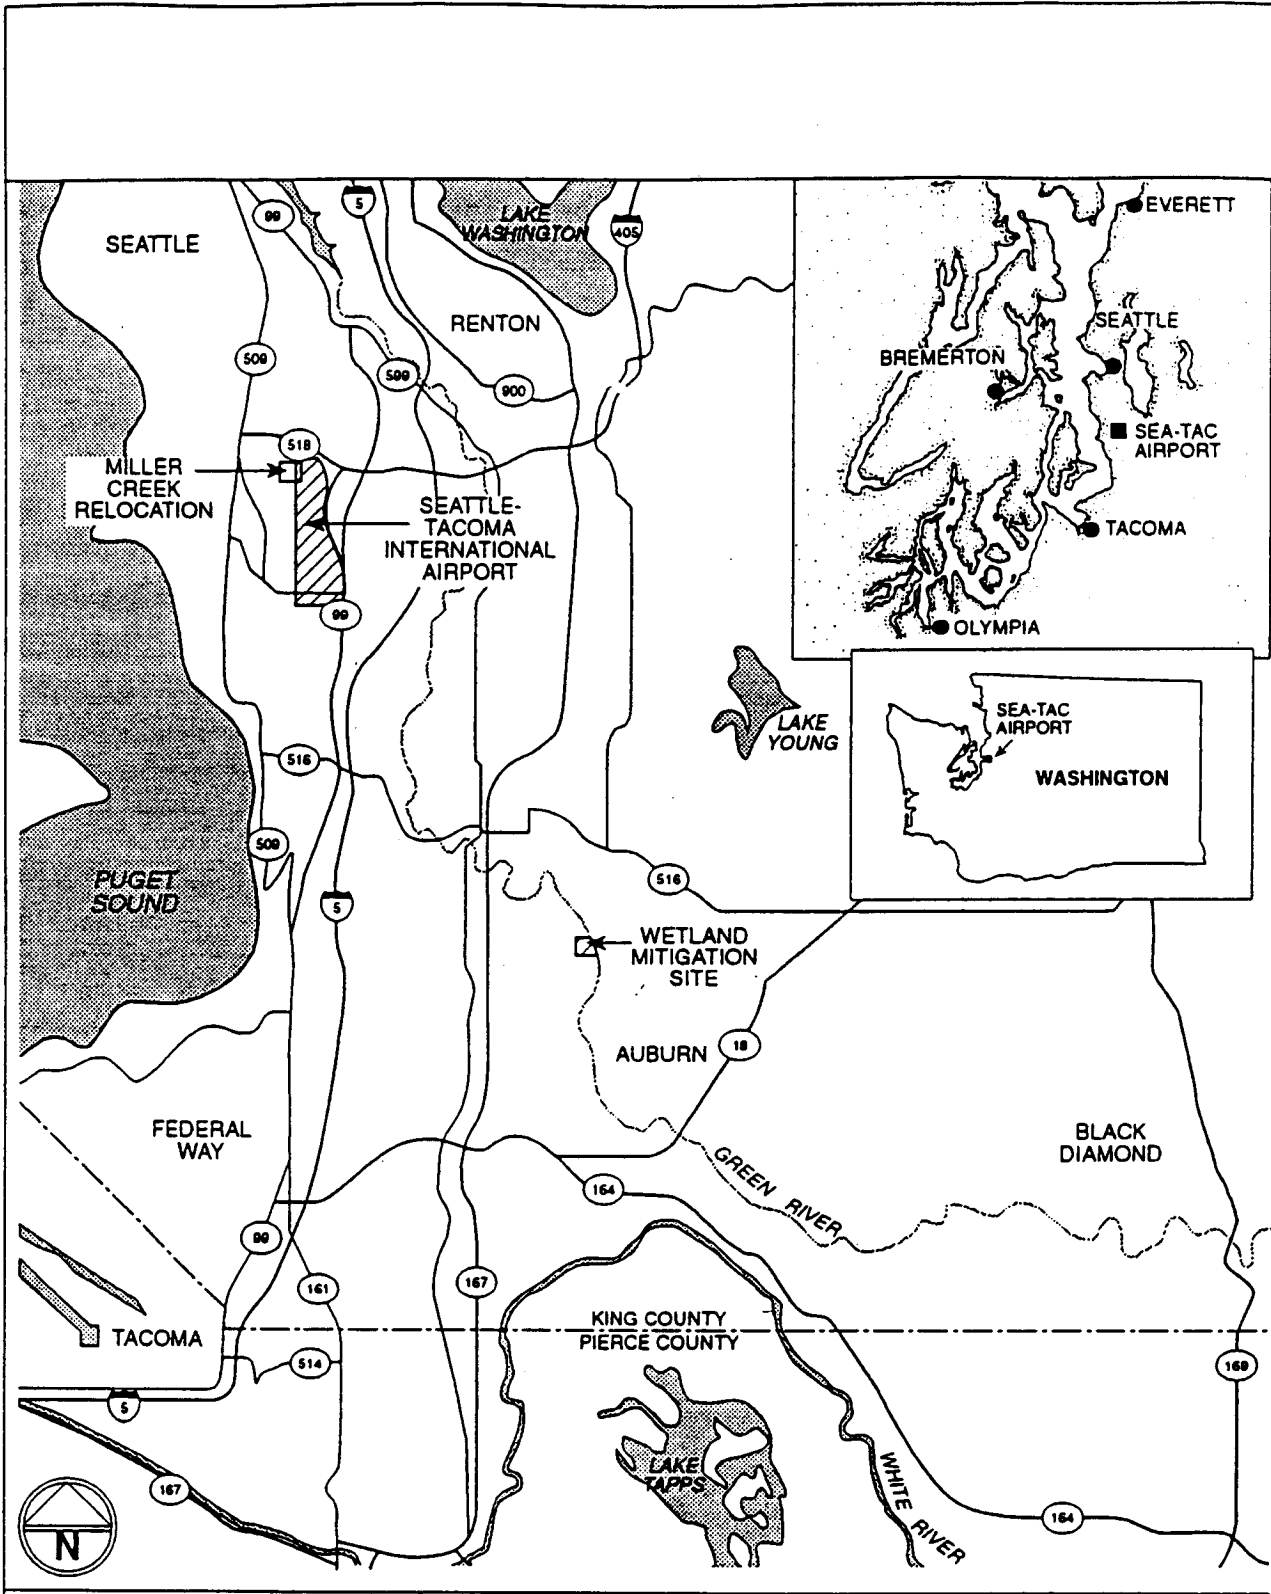 99
5
LAKE
WASHINGTON
405
EVERETT
SEATTLE
RENTON
SEATTLE
509
599
900
BREMERTON
518
SEA-TAC
AIRPORT
MILLER
CREEK
RELOCATION
SEATTLE-
TACOMA
INTERNATIONAL
AIRPORT
TACOMA
99
OLYMPIA
LAKE
YOUNG
SEA-TAC
AIRPORT
WASHINGTON
516
509
PUGET
SOUND
5
516
WETLAND
MITIGATION
SITE
AUBURN
18
FEDERAL
WAY
BLACK
DIAMOND
GREEN RIVER
164
99
161
167
KING COUNTY
PIERCE COUNTY
TACOMA
514
169
5
LAKE
TAPPS
167
WHITE RIVER
164
N